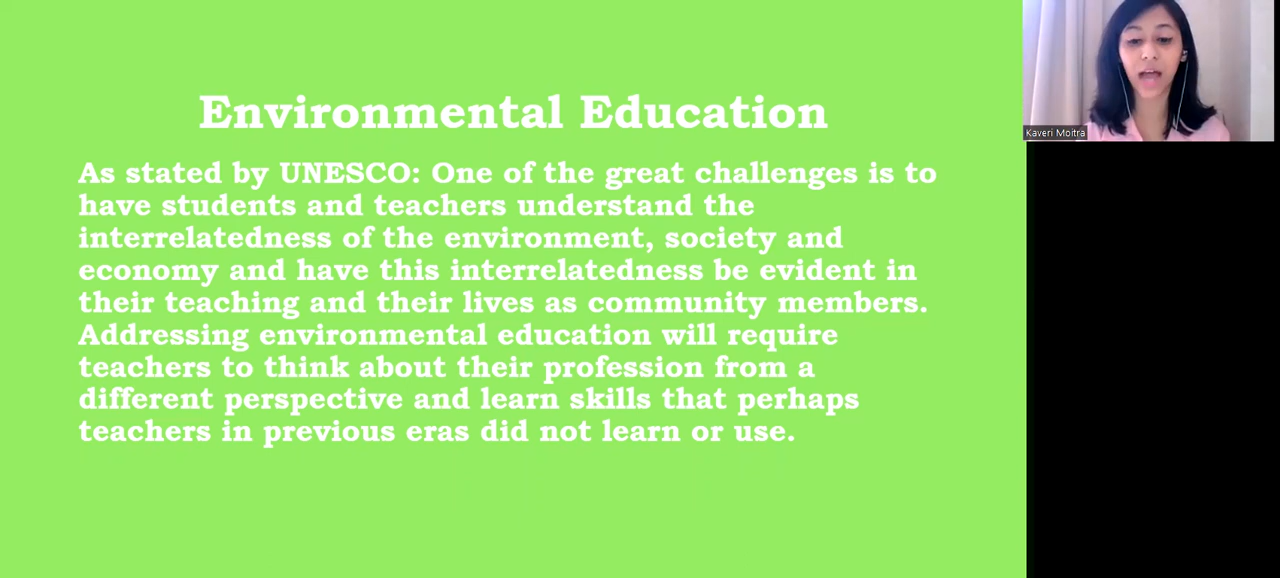 Environmental Education
As stated by UNESCO: One of the great challenges is to
have students and teachers understand the
interrelatedness of the environment, society and
economy and have this interrelatedness be evident in
their teaching and their lives as community members.
Addressing environmental education will require
teachers to think about their profession from a
different perspective and learn skills that perhaps
teachers in previous eras did not learn or use.
Kaveri Moitra